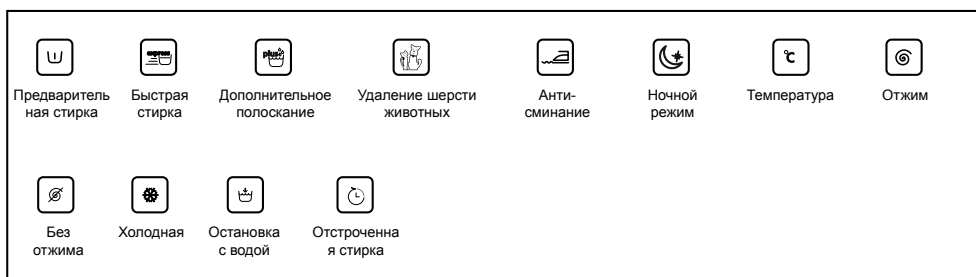 express
plus
℃
Предваритель
ная стирка
Быстрая
стирка
Дополнительное
полоскание
Удаление шерсти
животных
Анти-
сминание
Ночной
режим
Температура
Отжим
Без
отжима
Холодная
Остановка
с водой
Отстроченна
я стирка